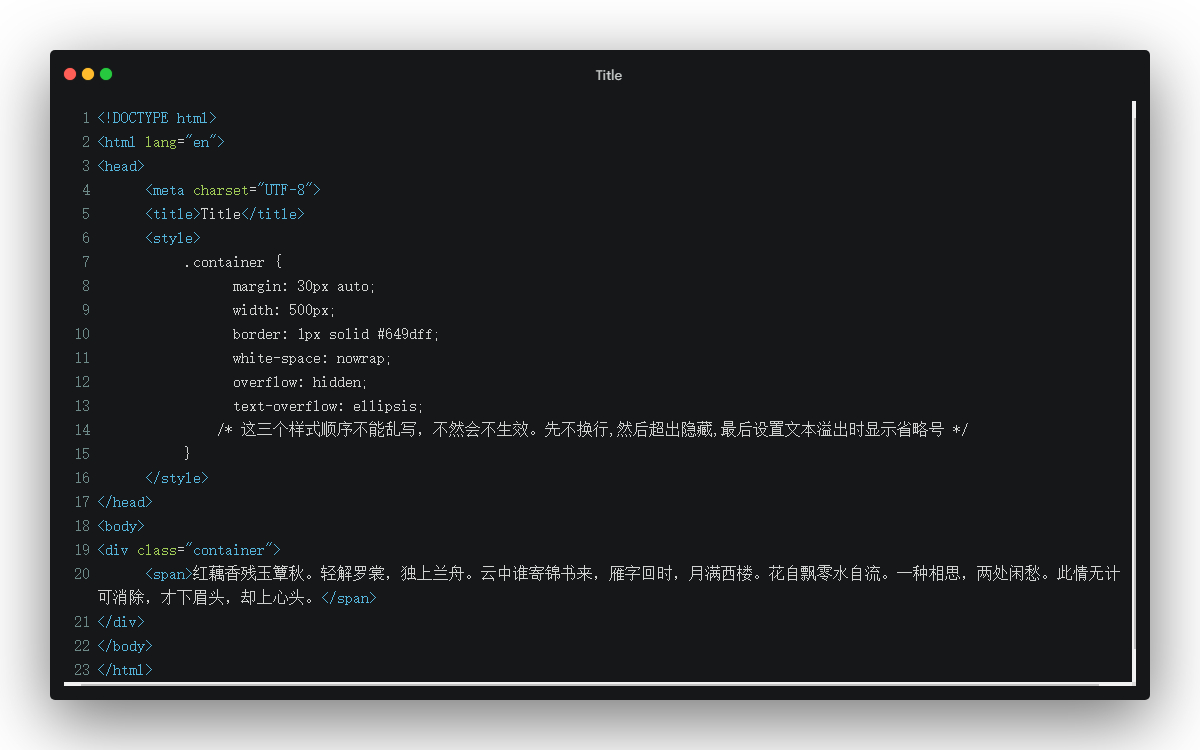 Title
1 <!DOCTYPE html>
2 <html lang="en">
3 <head>
4     <meta charset="UTF-8">
5     <title>Title</title>
6     <style>
7         .container {
8             margin: 30px auto;
9             width: 500px;
10             border: 1px solid #649dff;
11             white-space: nowrap;
12             overflow: hidden;
13             text-overflow: ellipsis;
14            /* 这三个样式顺序不能乱写，不然会不生效。先不换行,然后超出隐藏,最后设置文本溢出时显示省略号 */
15         }
16     </style>
17 </head>
18 <body>
19 <div class="container">
20     <span>红藕香残玉簟秋。轻解罗裳，独上兰舟。云中谁寄锦书来，雁字回时，月满西楼。花自飘零水自流。一种相思，两处闲愁。此情无计
可消除，才下眉头，却上心头。</span>
21 </div>
22 </body>
23 </html>